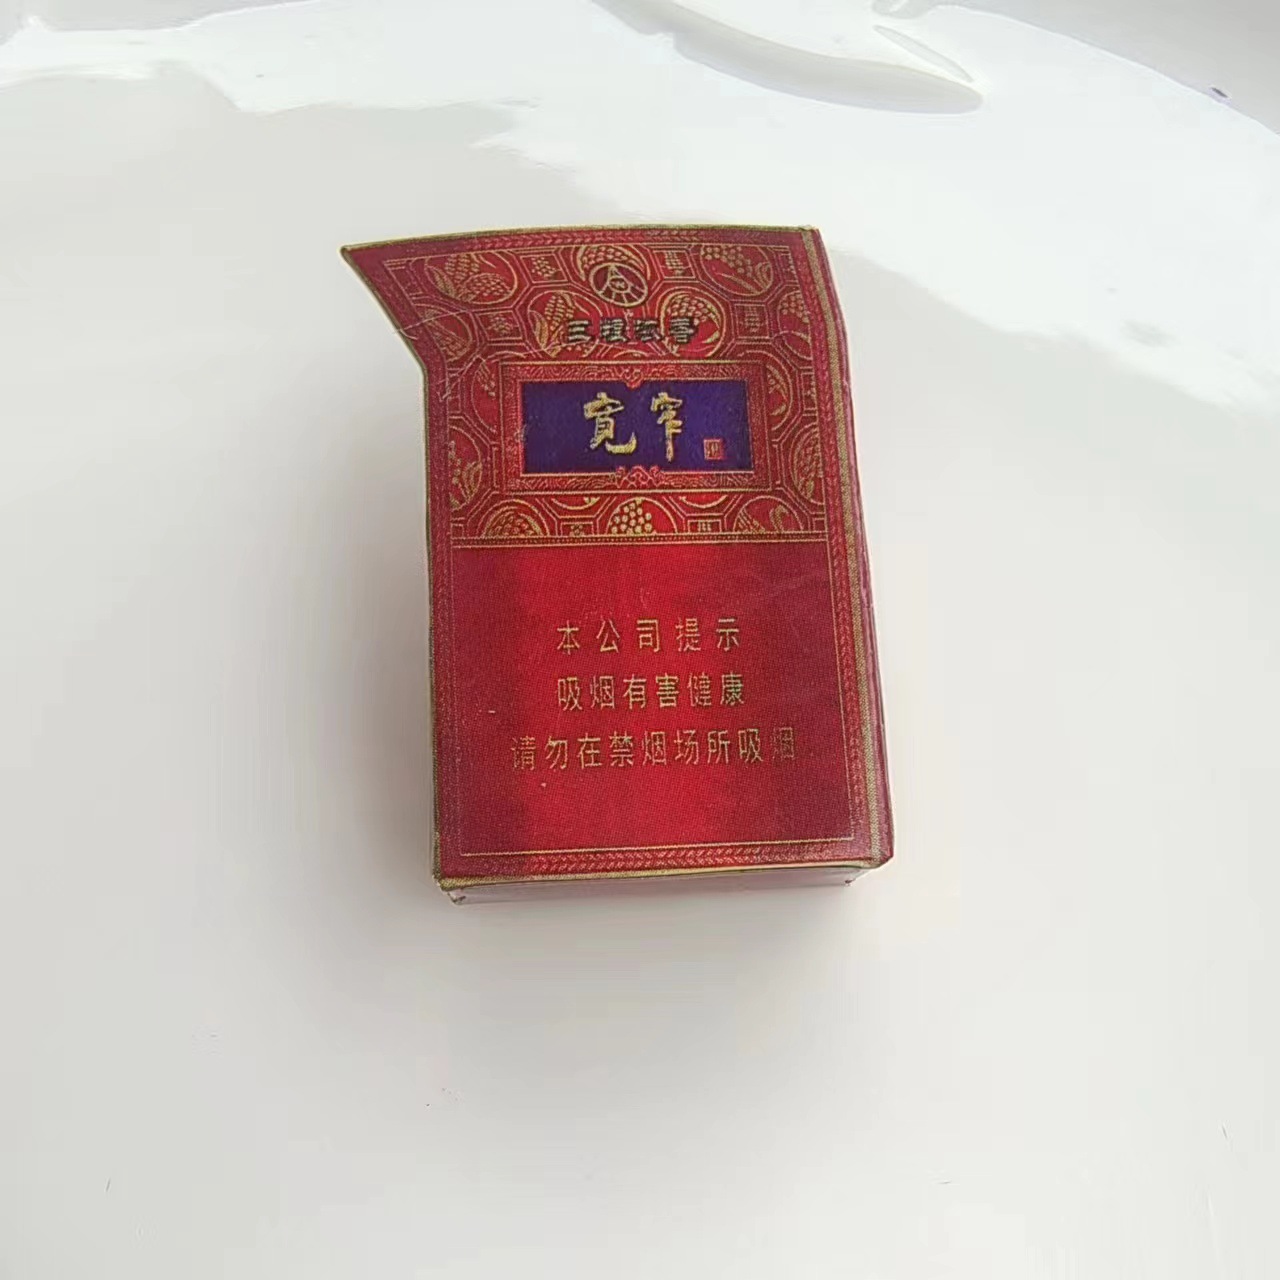 宽窄
本公司提示
吸烟有害健康
请勿在禁烟场所吸烟